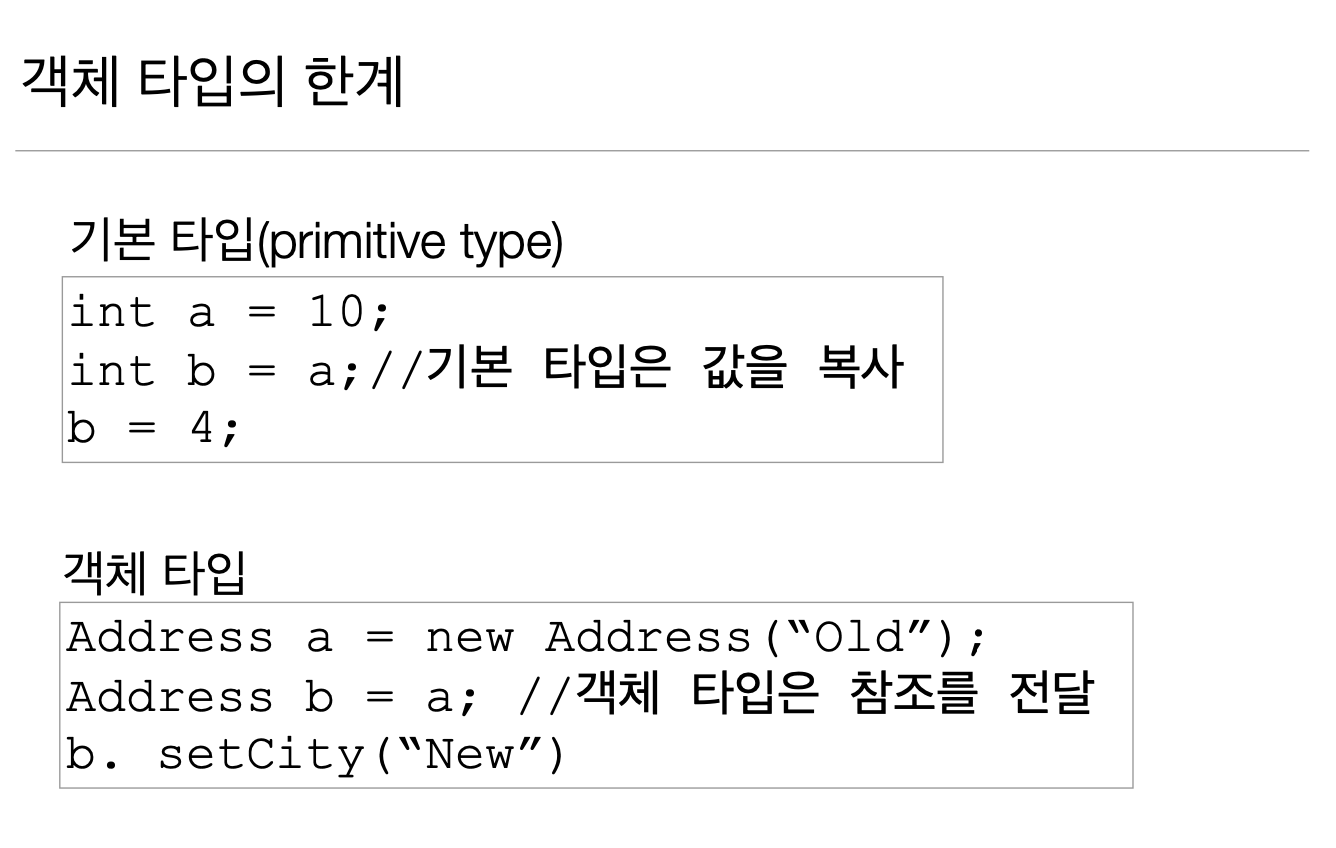 객체 타입의 한계
기본 타입(primitive type)
int a = 10;
int b = a;//기본 타입은 값을 복사
b = 4;
객체 타입
Address a = new Address(“Old”);
Address b = a; //객체 타입은 참조를 전달
b. setCity(“New”)